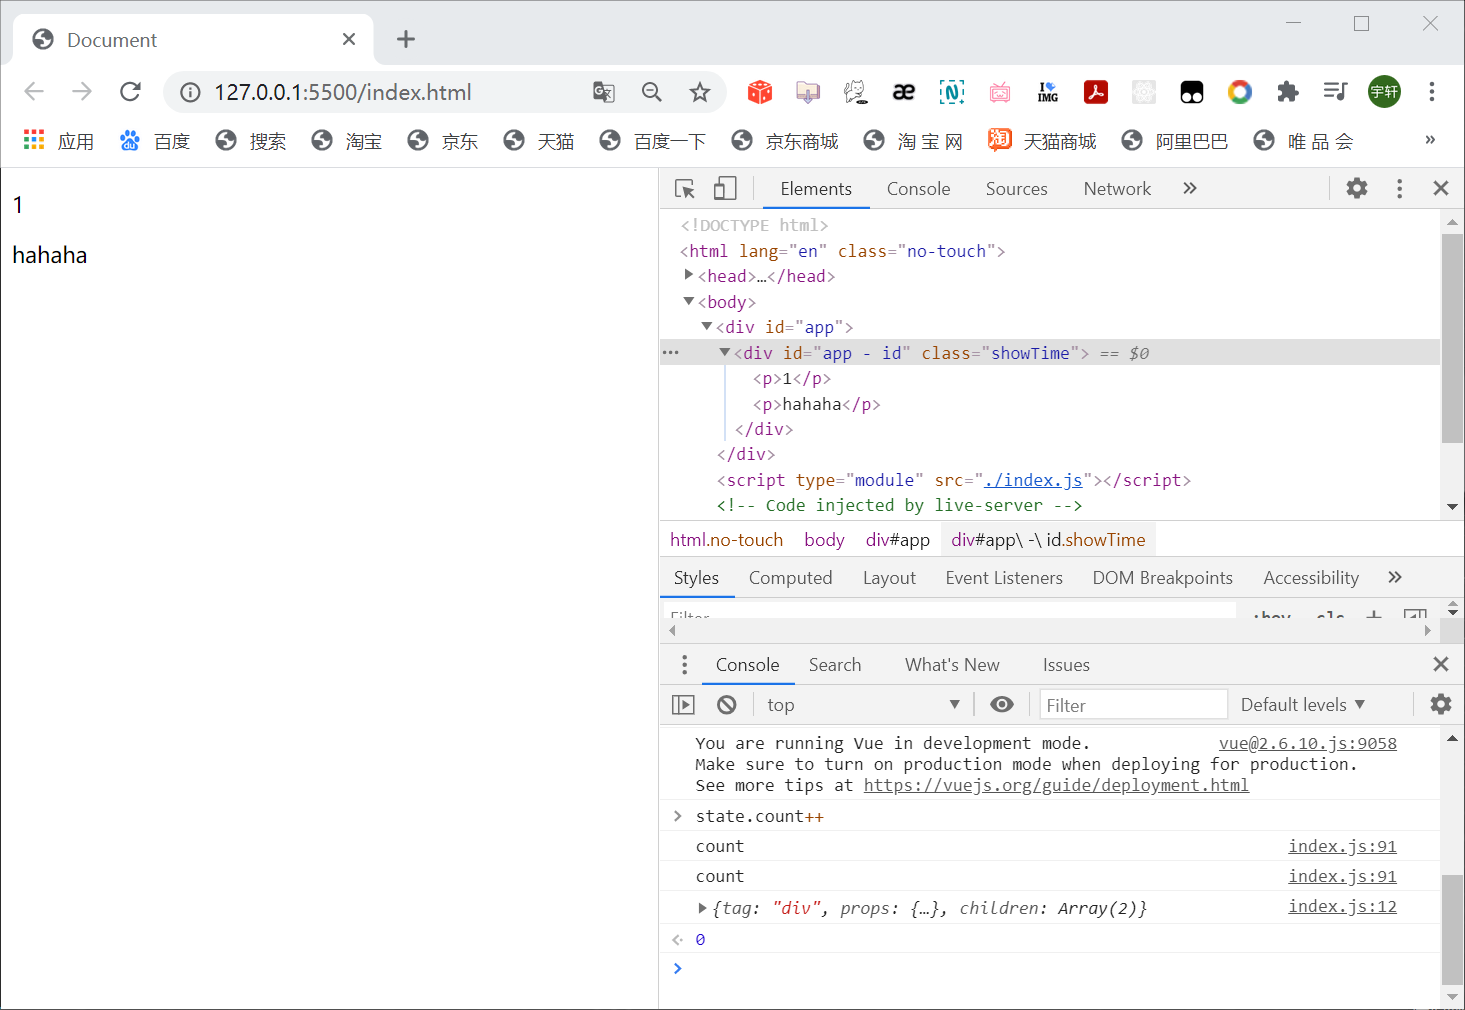 Document
127.0.0.1:5500/index.html
宇轩
应用 百度 搜索 淘宝 京东 天猫 百度一下 京东商城 淘 宝 网 天猫商城 阿里巴巴 唯 品 会 »
1
hahaha
Elements Console Sources Network »
<!DOCTYPE html>
<html lang="en" class="no-touch">
<head>…</head>
<body>
<div id="app">
<div id="app - id" class="showTime"> == $0
<p>1</p>
<p>hahaha</p>
</div>
</div>
<script type="module" src="./index.js"></script>
<!-- Code injected by live-server -->
html.no-touch body div#app div#app\ -\ id.showTime
Styles Computed Layout Event Listeners DOM Breakpoints Accessibility »
Filter :hov .cls +
Console Search What's New Issues
top Filter Default levels
You are running Vue in development mode. vue@2.6.10.js:9058
Make sure to turn on production mode when deploying for production.
See more tips at https://vuejs.org/guide/deployment.html
> state.count++
count index.js:91
count index.js:91
{tag: "div", props: {…}, children: Array(2)} index.js:12
0
>